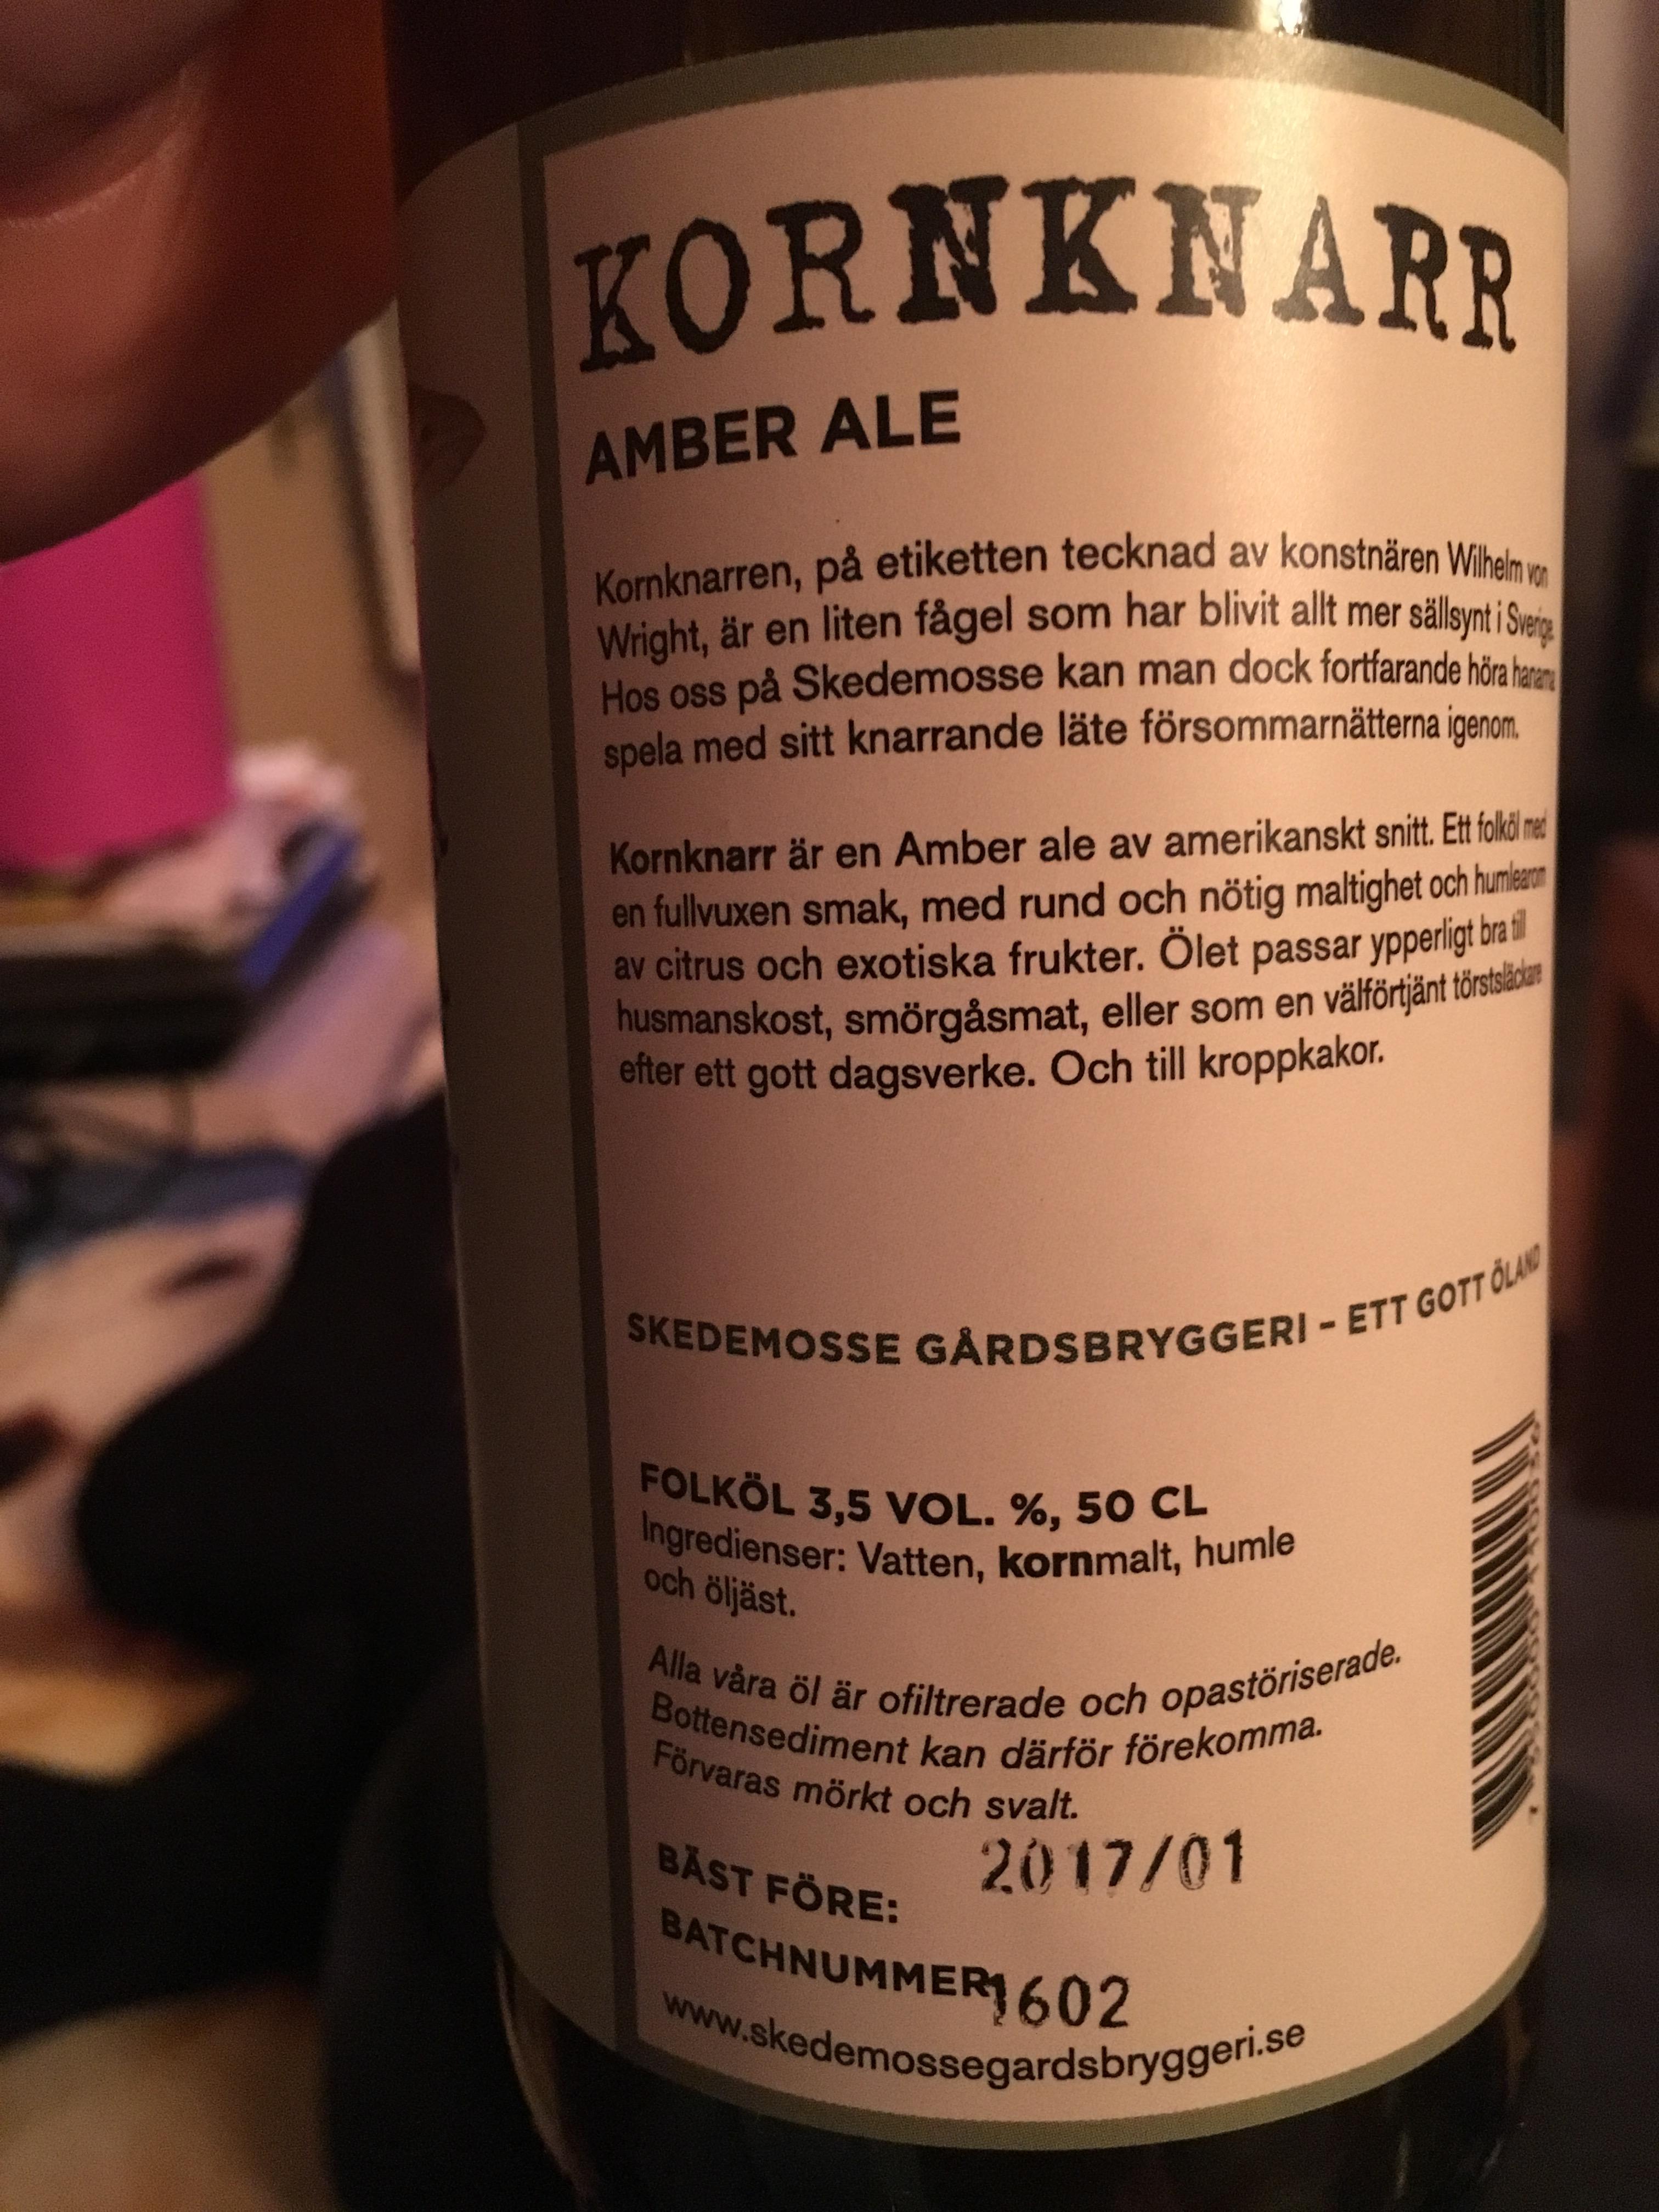 KORNKNARR
AMBER ALE
Kornknarren, på etiketten tecknad av konstnären Wilhelm von
Wright, är en liten fågel som har blivit allt mer sällsynt i Sverige.
Hos oss på Skedemosse kan man dock fortfarande höra hanarna
spela med sitt knarrande läte försommarnätterna igenom.
Kornknarr är en Amber ale av amerikanskt snitt. Ett folköl med
en fullvuxen smak, med rund och nötig maltighet och humlearom
av citrus och exotiska frukter. Ölet passar ypperligt bra till
husmanskost, smörgåsmat, eller som en välförtjänt törstsläckare
efter ett gott dagsverke. Och till kroppkakor.
SKEDEMOSSE GÅRDSBRYGGERI – ETT GOTT ÖLAND
FOLKÖL 3,5 VOL. %, 50 CL
Ingredienser: Vatten, kornmalt, humle
och öljäst.
Alla våra öl är ofiltrerade och opastöriserade.
Bottensediment kan därför förekomma.
Förvaras mörkt och svalt.
BÄST FÖRE: 2017/01
BATCHNUMMER 1602
www.skedemossegardsbryggeri.se